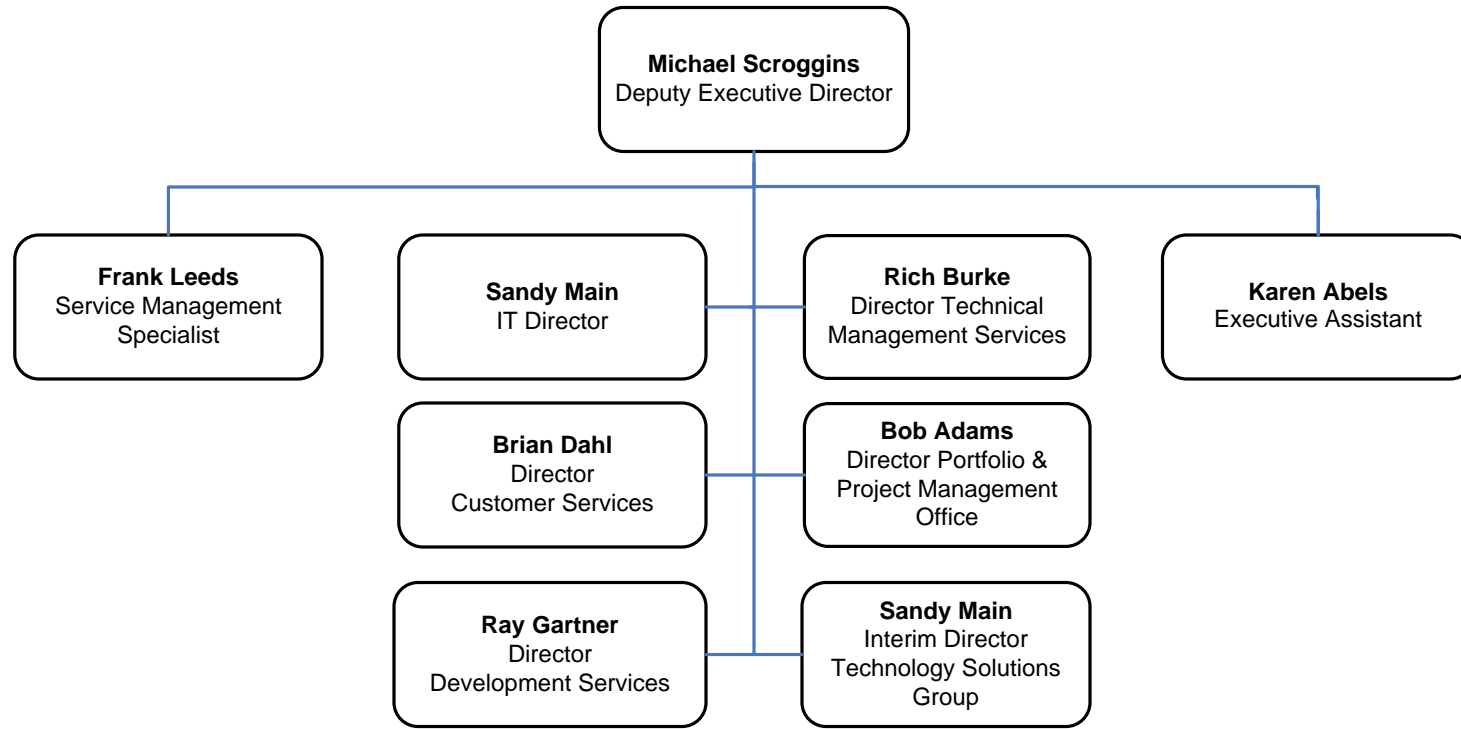 Michael Scroggins
Deputy Executive Director
Frank Leeds
Service Management
Specialist
Sandy Main
IT Director
Rich Burke
Director Technical
Management Services
Karen Abels
Executive Assistant
Brian Dahl
Director
Customer Services
Bob Adams
Director Portfolio &
Project Management
Office
Ray Gartner
Director
Development Services
Sandy Main
Interim Director
Technology Solutions
Group